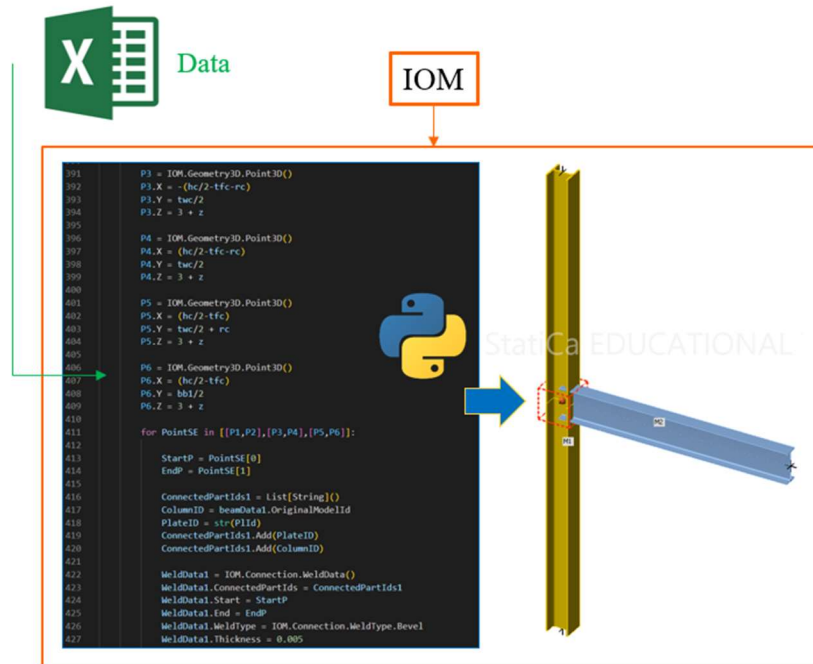 X
Data
IOM
391 P3 = IOM.Geometry3D.Point3D()
392 P3.X = -(hc/2-tfc-rc)
393 P3.Y = twc/2
394 P3.Z = 3 + z
395
396 P4 = IOM.Geometry3D.Point3D()
397 P4.X = (hc/2-tfc-rc)
398 P4.Y = twc/2
399 P4.Z = 3 + z
400
401 P5 = IOM.Geometry3D.Point3D()
402 P5.X = (hc/2-tfc)
403 P5.Y = twc/2 + rc
404 P5.Z = 3 + z
405
406 P6 = IOM.Geometry3D.Point3D()
407 P6.X = (hc/2-tfc)
408 P6.Y = bb1/2
409 P6.Z = 3 + z
410
411 for PointSE in [[P1,P2],[P3,P4],[P5,P6]]:
412
413 StartP = PointSE[0]
414 EndP = PointSE[1]
415
416 ConnectedPartIds1 = List[String]()
417 ColumnID = beamData1.OriginalModelId
418 PlateID = str(PlId)
419 ConnectedPartIds1.Add(PlateID)
420 ConnectedPartIds1.Add(ColumnID)
421
422 WeldData1 = IOM.Connection.WeldData()
423 WeldData1.ConnectedPartIds = ConnectedPartIds1
424 WeldData1.Start = StartP
425 WeldData1.End = EndP
426 WeldData1.WeldType = IOM.Connection.WeldType.Bevel
427 WeldData1.Thickness = 0.005
StatiCa EDUCATIONAL
M2
M1